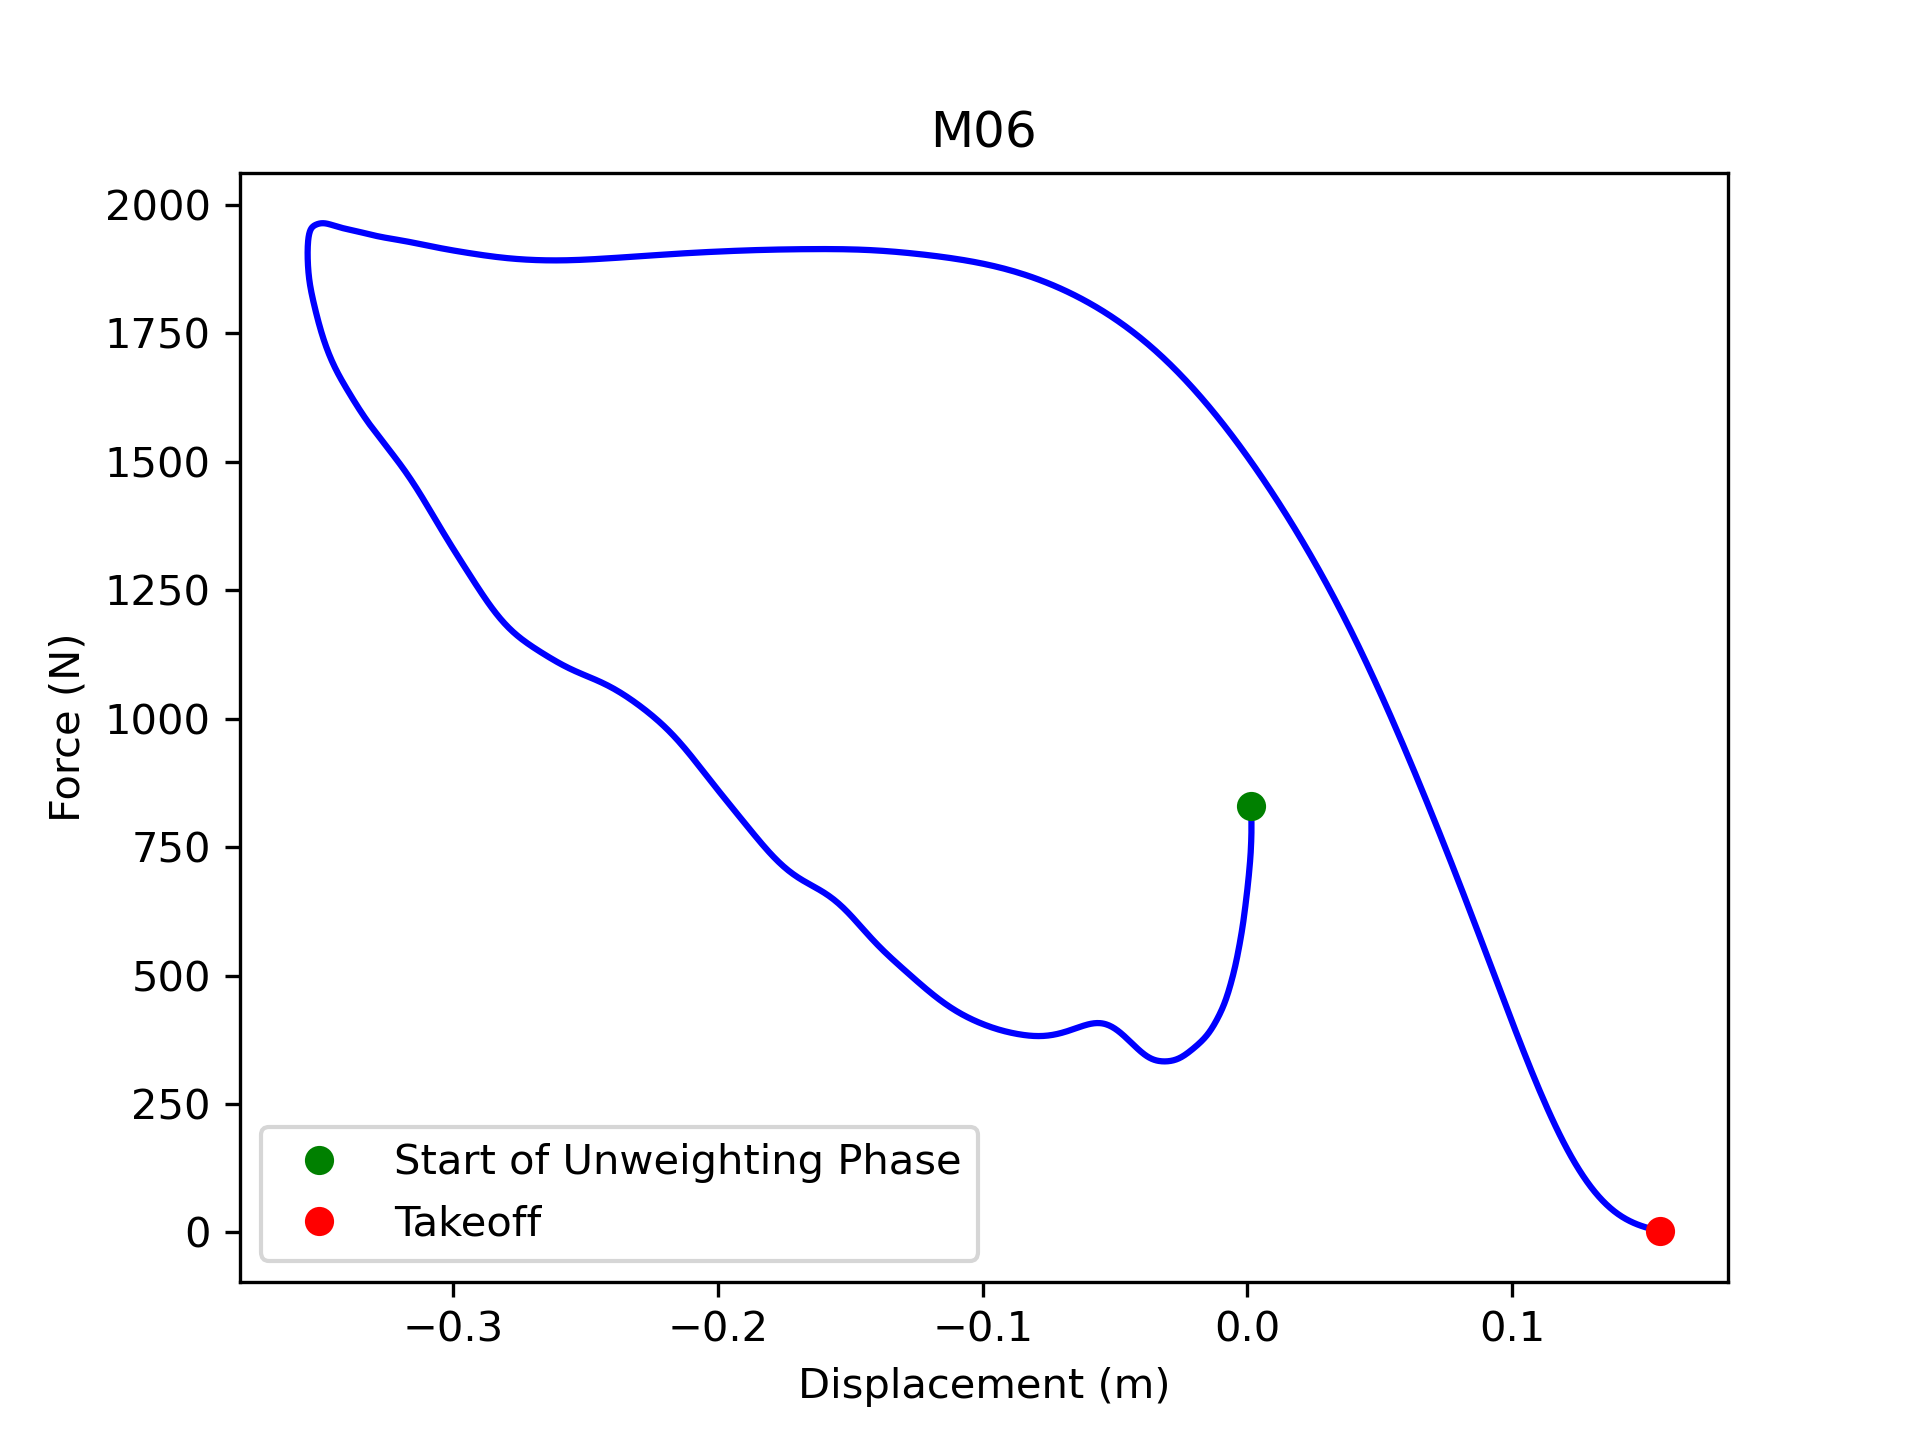 M06
2000
1750
1500
1250
1000
750
500
250
0
Force (N)
Start of Unweighting Phase
Takeoff
−0.3 −0.2 −0.1 0.0 0.1
Displacement (m)